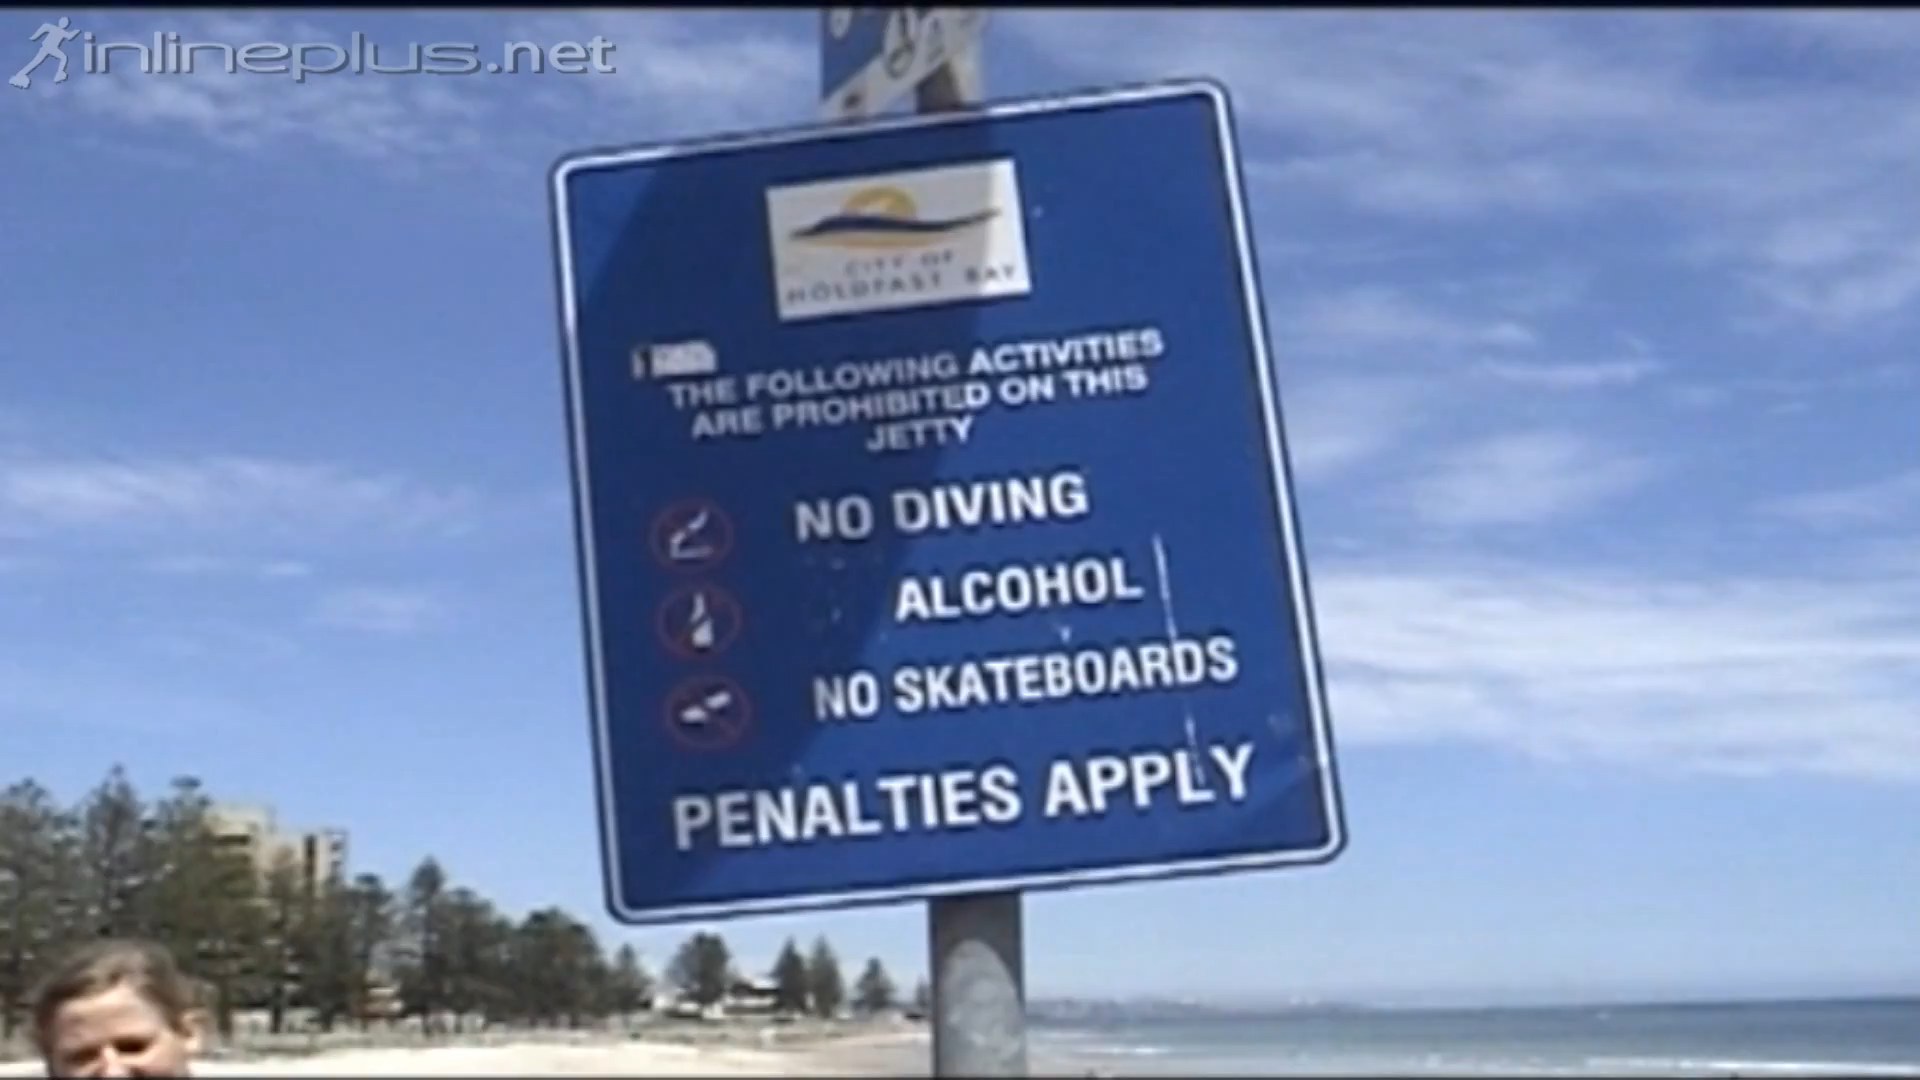 inlineplus.net
CITY OF
HOLDFAST BAY
THE FOLLOWING ACTIVITIES
ARE PROHIBITED ON THIS
JETTY
NO DIVING
ALCOHOL
NO SKATEBOARDS
PENALTIES APPLY